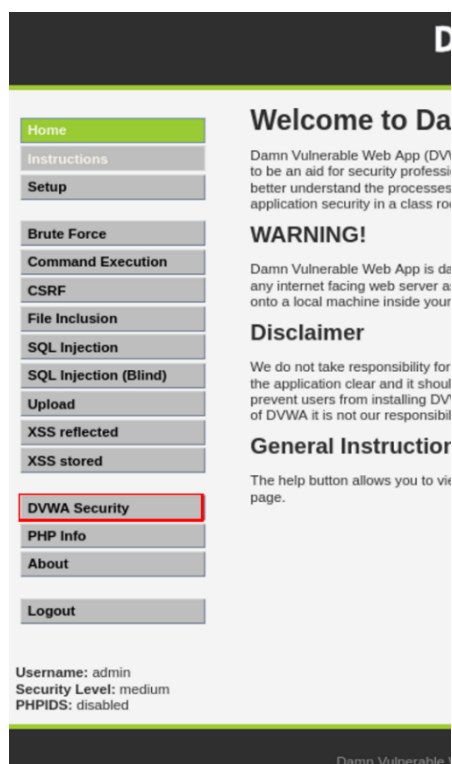 D
Home
Instructions
Setup
Brute Force
Command Execution
CSRF
File Inclusion
SQL Injection
SQL Injection (Blind)
Upload
XSS reflected
XSS stored
DVWA Security
PHP Info
About
Logout
Username: admin
Security Level: medium
PHPIDS: disabled
Welcome to Da
Damn Vulnerable Web App (DV
to be an aid for security professi
better understand the processes
application security in a class ro
WARNING!
Damn Vulnerable Web App is da
any internet facing web server a
onto a local machine inside your
Disclaimer
We do not take responsibility for
the application clear and it shoul
prevent users from installing DV
of DVWA it is not our responsibil
General Instruction
The help button allows you to vie
page.
Damn Vulnerable